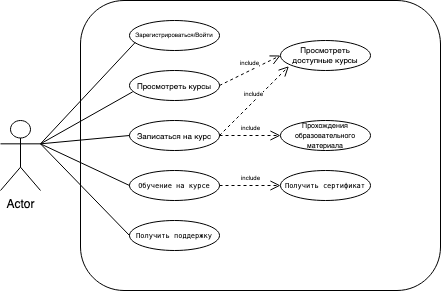 Зарегистрироваться/Войти
Просмотреть
доступные курсы
include
Просмотреть курсы
include
Записаться на курс
include
Прохождения
образовательного
материала
include
Обучение на курсе
Получить сертификат
Actor
Получить поддержку